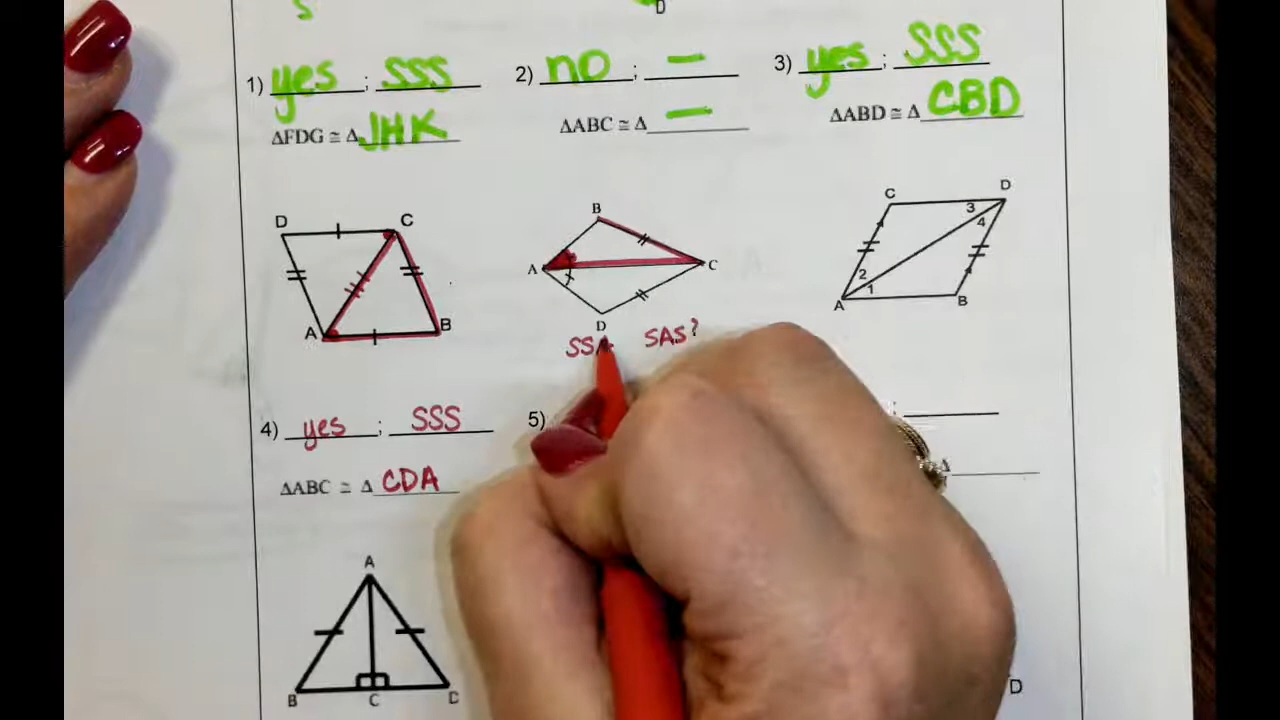 S
D
1) yes ; SSS
2) no ; –
3) yes ; SSS
ΔFDG ≅ Δ JHK
ΔABC ≅ Δ –
ΔABD ≅ Δ CBD
D C
A B
B
A C
D
C D
3 4
2 1
A B
SSA SAS?
4) yes ; SSS
5)
;
ΔABC ≅ Δ CDA
Δ
A
B C D
D